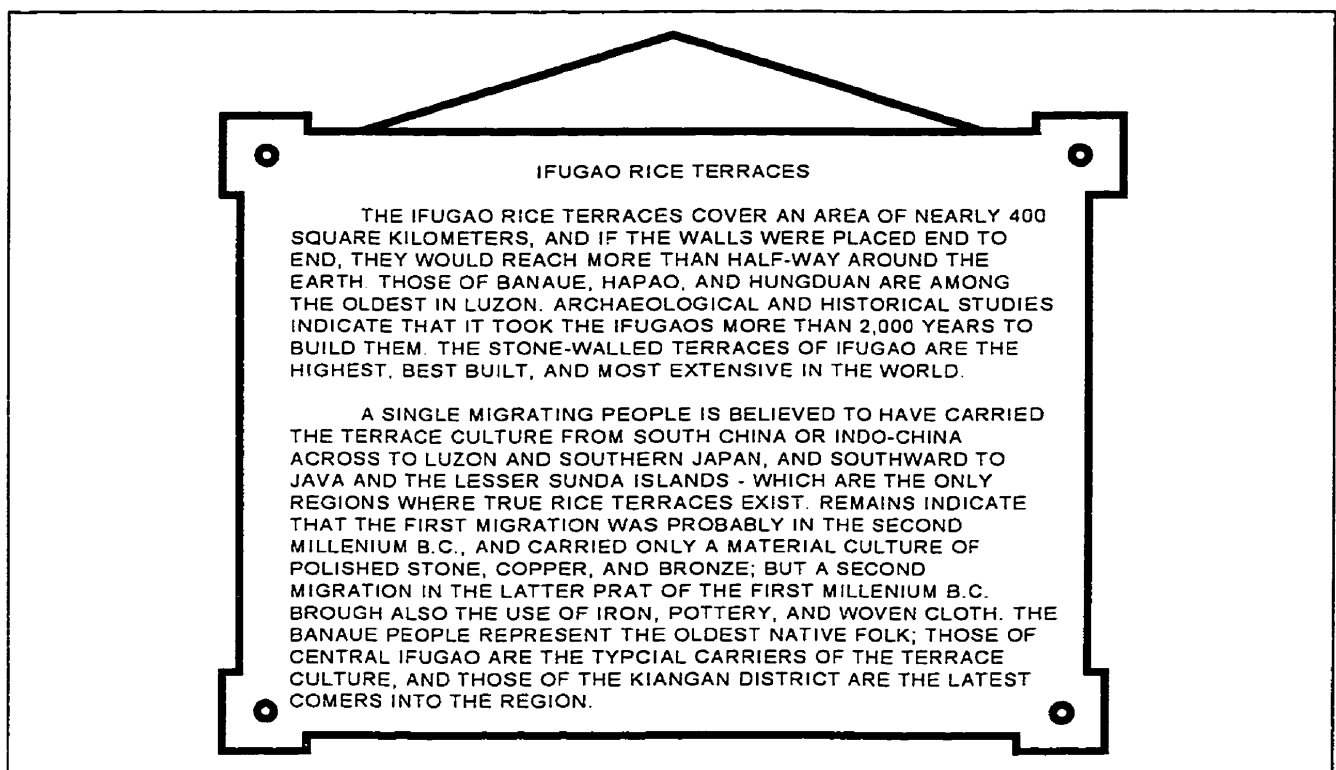 IFUGAO RICE TERRACES
THE IFUGAO RICE TERRACES COVER AN AREA OF NEARLY 400
SQUARE KILOMETERS, AND IF THE WALLS WERE PLACED END TO
END, THEY WOULD REACH MORE THAN HALF-WAY AROUND THE
EARTH. THOSE OF BANAUE, HAPAO, AND HUNGDUAN ARE AMONG
THE OLDEST IN LUZON. ARCHAEOLOGICAL AND HISTORICAL STUDIES
INDICATE THAT IT TOOK THE IFUGAOS MORE THAN 2,000 YEARS TO
BUILD THEM. THE STONE-WALLED TERRACES OF IFUGAO ARE THE
HIGHEST, BEST BUILT, AND MOST EXTENSIVE IN THE WORLD.
A SINGLE MIGRATING PEOPLE IS BELIEVED TO HAVE CARRIED
THE TERRACE CULTURE FROM SOUTH CHINA OR INDO-CHINA
ACROSS TO LUZON AND SOUTHERN JAPAN, AND SOUTHWARD TO
JAVA AND THE LESSER SUNDA ISLANDS - WHICH ARE THE ONLY
REGIONS WHERE TRUE RICE TERRACES EXIST. REMAINS INDICATE
THAT THE FIRST MIGRATION WAS PROBABLY IN THE SECOND
MILLENIUM B.C., AND CARRIED ONLY A MATERIAL CULTURE OF
POLISHED STONE, COPPER, AND BRONZE; BUT A SECOND
MIGRATION IN THE LATTER PRAT OF THE FIRST MILLENIUM B.C.
BROUGH ALSO THE USE OF IRON, POTTERY, AND WOVEN CLOTH. THE
BANAUE PEOPLE REPRESENT THE OLDEST NATIVE FOLK; THOSE OF
CENTRAL IFUGAO ARE THE TYPCIAL CARRIERS OF THE TERRACE
CULTURE, AND THOSE OF THE KIANGAN DISTRICT ARE THE LATEST
COMERS INTO THE REGION.